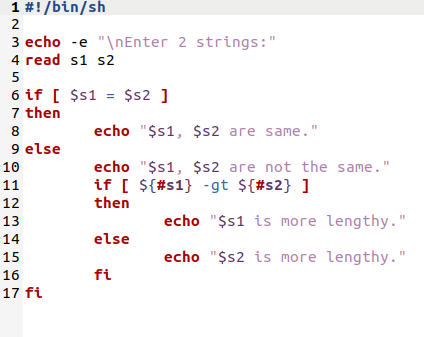 1 #!/bin/sh
2
3 echo -e "\nEnter 2 strings:"
4 read s1 s2
5
6 if [ $s1 = $s2 ]
7 then
8         echo "$s1, $s2 are same."
9 else
10         echo "$s1, $s2 are not the same."
11         if [ ${#s1} -gt ${#s2} ]
12         then
13                 echo "$s1 is more lengthy."
14         else
15                 echo "$s2 is more lengthy."
16         fi
17 fi